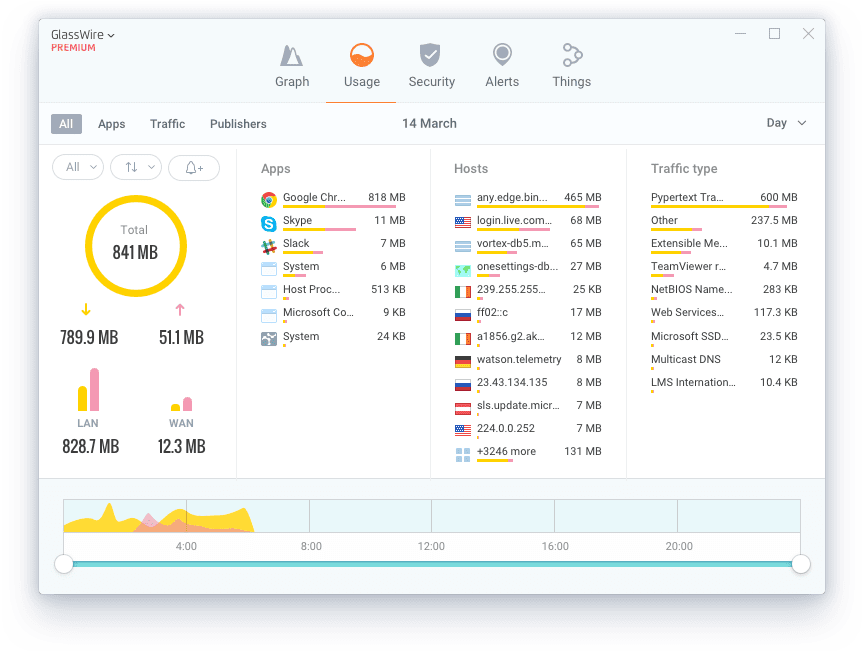 GlassWire
PREMIUM
Graph Usage Security Alerts Things
All Apps Traffic Publishers 14 March Day
All
+
Total
841 MB
789.9 MB 51.1 MB
LAN WAN
828.7 MB 12.3 MB
Apps
Google Chr... 818 MB
Skype 11 MB
Slack 7 MB
System 6 MB
Host Proc... 513 KB
Microsoft Co... 9 KB
System 24 KB
Hosts
any.edge.bin... 465 MB
login.live.com... 68 MB
vortex-db5.m... 65 MB
onesettings-db... 27 MB
239.255.255... 25 KB
ff02::c 17 MB
a1856.g2.ak... 12 MB
watson.telemetry 8 MB
23.43.134.135 8 MB
sls.update.micr... 7 MB
224.0.0.252 7 MB
+3246 more 131 MB
Traffic type
Pypertext Tra... 600 MB
Other 237.5 MB
Extensible Me... 10.1 MB
TeamViewer r... 4.7 MB
NetBIOS Name... 283 KB
Web Services... 117.3 KB
Microsoft SSD... 23.5 KB
Multicast DNS 12 KB
LMS Internation... 10.4 KB
4:00 8:00 12:00 16:00 20:00